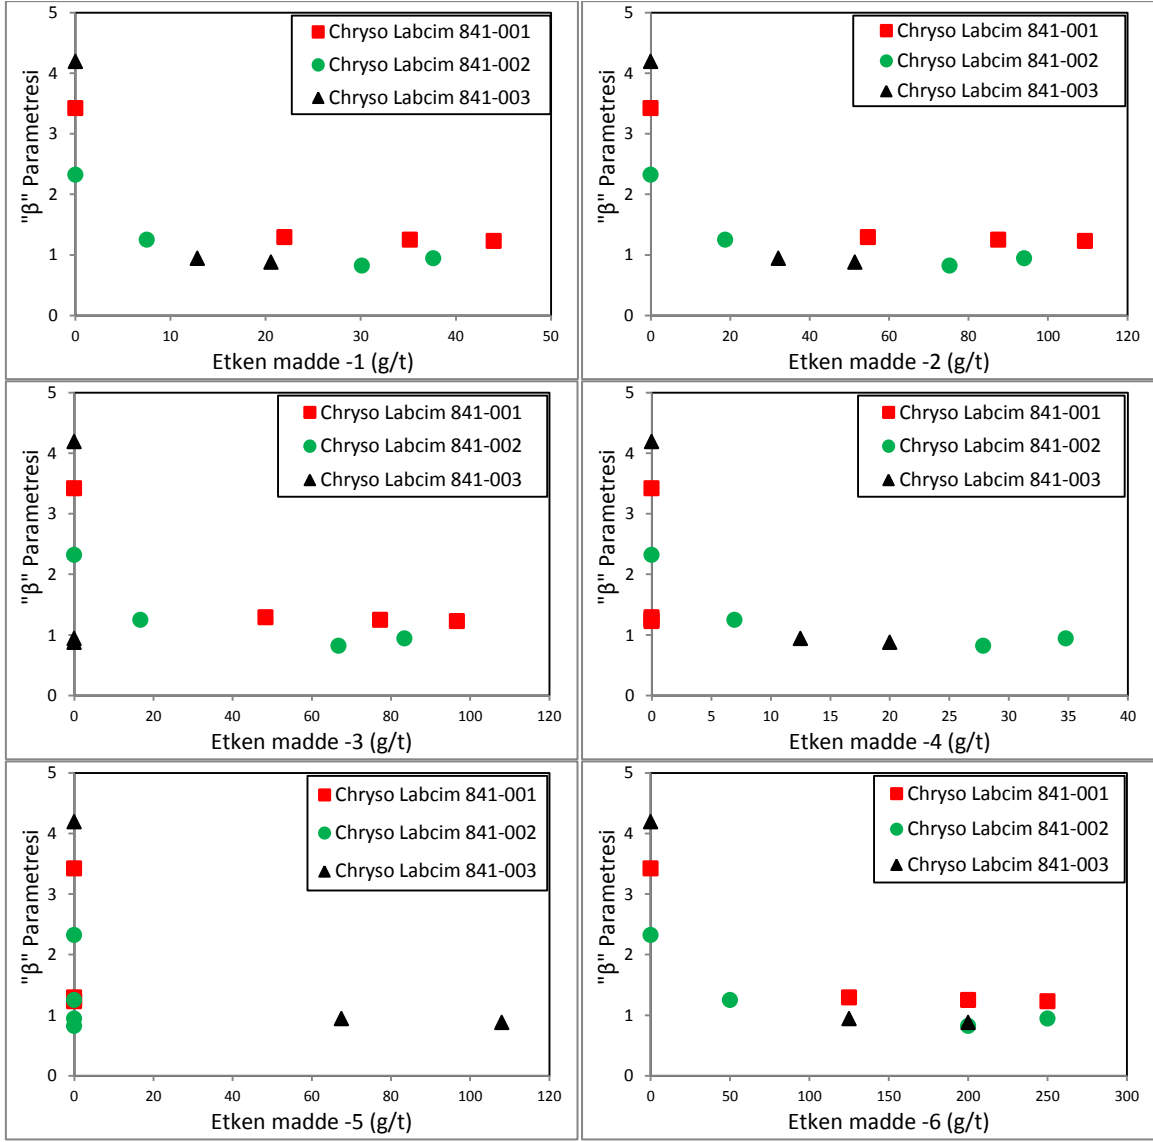 "β" Parametresi
5
4
3
2
1
0
Chryso Labcim 841-001
Chryso Labcim 841-002
Chryso Labcim 841-003
0 10 20 30 40 50
Etken madde -1 (g/t)
"β" Parametresi
5
4
3
2
1
0
Chryso Labcim 841-001
Chryso Labcim 841-002
Chryso Labcim 841-003
0 20 40 60 80 100 120
Etken madde -2 (g/t)
"β" Parametresi
5
4
3
2
1
0
Chryso Labcim 841-001
Chryso Labcim 841-002
Chryso Labcim 841-003
0 20 40 60 80 100 120
Etken madde -3 (g/t)
"β" Parametresi
5
4
3
2
1
0
Chryso Labcim 841-001
Chryso Labcim 841-002
Chryso Labcim 841-003
0 5 10 15 20 25 30 35 40
Etken madde -4 (g/t)
"β" Parametresi
5
4
3
2
1
0
Chryso Labcim 841-001
Chryso Labcim 841-002
Chryso Labcim 841-003
0 20 40 60 80 100 120
Etken madde -5 (g/t)
"β" Parametresi
5
4
3
2
1
0
Chryso Labcim 841-001
Chryso Labcim 841-002
Chryso Labcim 841-003
0 50 100 150 200 250 300
Etken madde -6 (g/t)